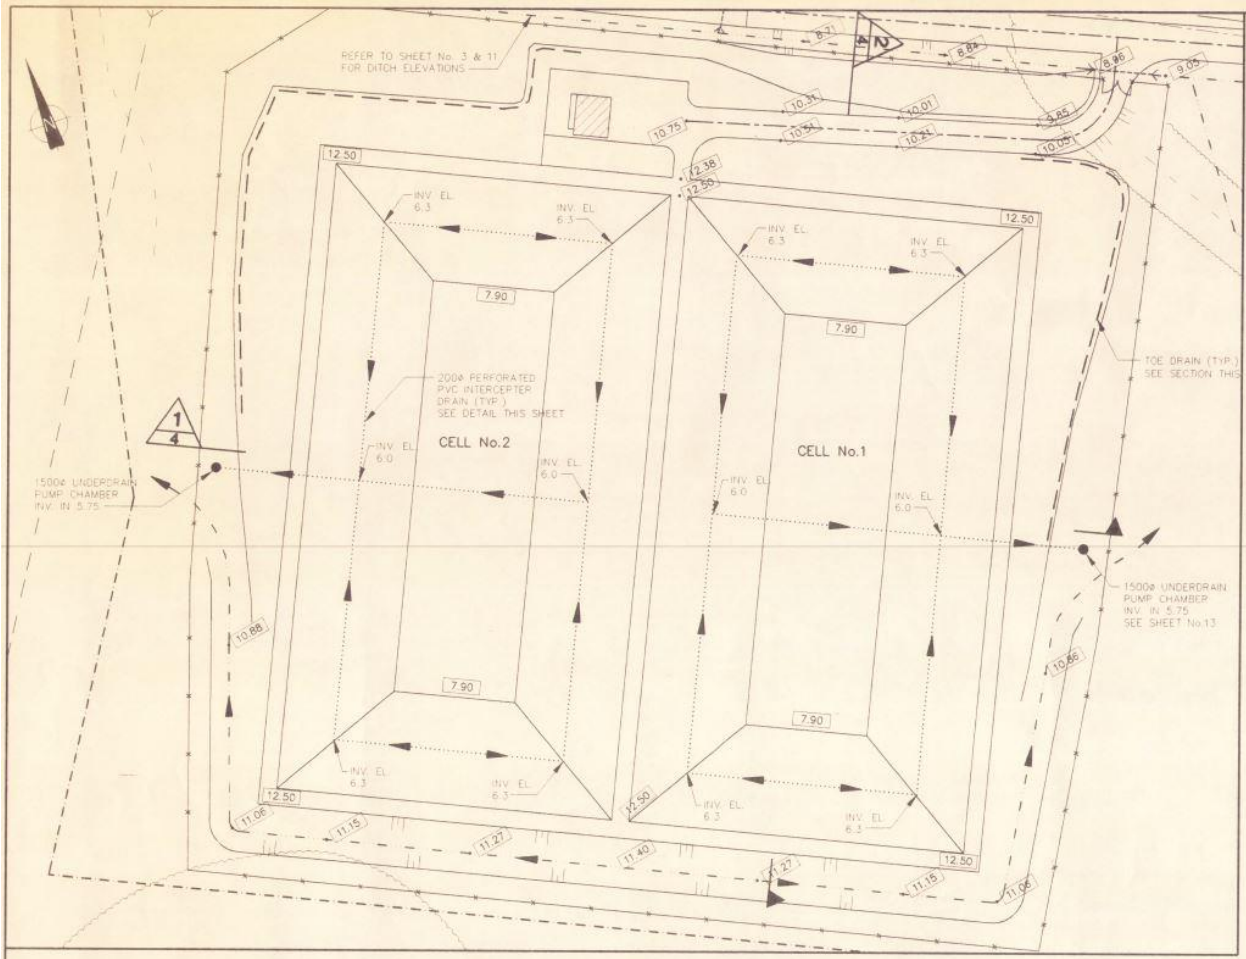 REFER TO SHEET No. 3 & 11
FOR DITCH ELEVATIONS
8.71
2
4
8.84
8.96
9.05
N
10.31
10.01
9.85
10.75
10.51
10.21
10.05
12.50
12.38
12.50
12.50
INV. EL.
6.3
INV. EL.
6.3
INV. EL.
6.3
INV. EL.
6.3
7.90
7.90
TOE DRAIN (TYP.)
SEE SECTION THIS
200ø PERFORATED
PVC INTERCEPTER
DRAIN (TYP.)
SEE DETAIL THIS SHEET
1
4
CELL No.2
CELL No.1
INV. EL.
6.0
INV. EL.
6.0
INV. EL.
6.0
INV. EL.
6.0
1500ø UNDERDRAIN
PUMP CHAMBER
INV. IN 5.75
1500ø UNDERDRAIN
PUMP CHAMBER
INV. IN 5.75
SEE SHEET No.13
10.88
10.86
7.90
7.90
INV. EL.
6.3
INV. EL.
6.3
INV. EL.
6.3
INV. EL.
6.3
12.50
12.50
12.50
11.06
11.15
11.27
11.40
11.27
11.15
11.06